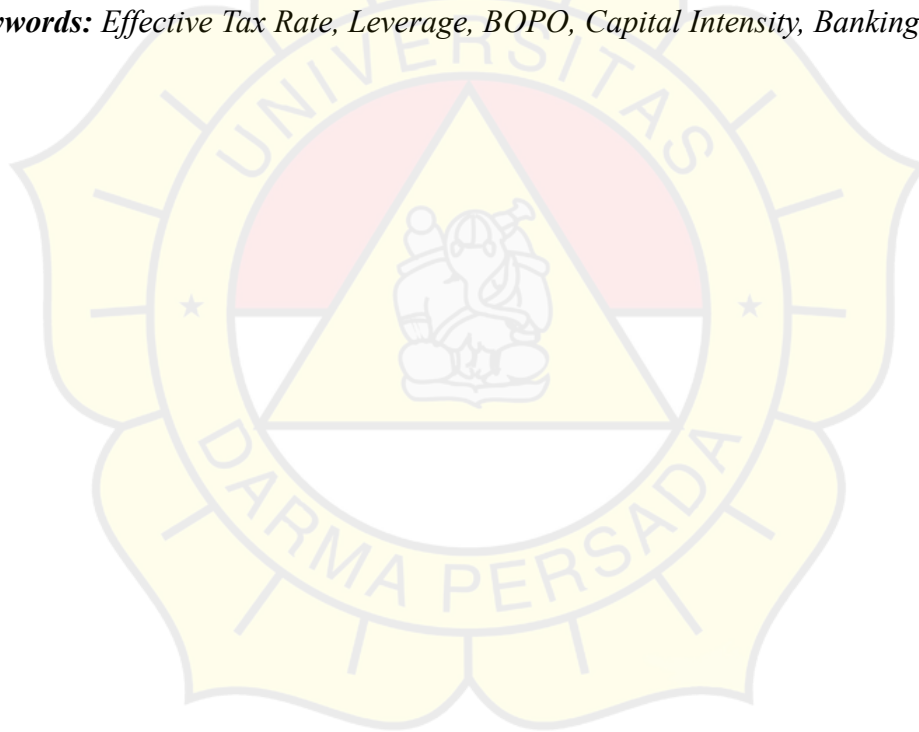 words: Effective Tax Rate, Leverage, BOPO, Capital Intensity, Banking
UNIVERSITAS
DARMA PERSADA